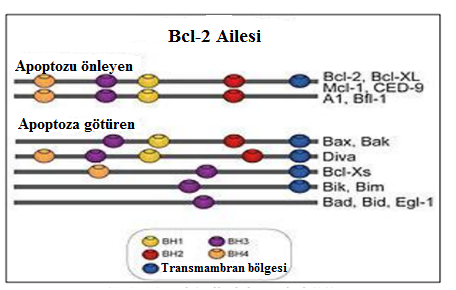 Bcl-2 Ailesi
Apoptozu önleyen
Bcl-2, Bcl-XL
Mcl-1, CED-9
A1, Bfl-1
Apoptoza götüren
Bax, Bak
Diva
Bcl-Xs
Bik, Bim
Bad, Bid, Egl-1
BH1 BH3
BH2 BH4
Transmambran bölgesi